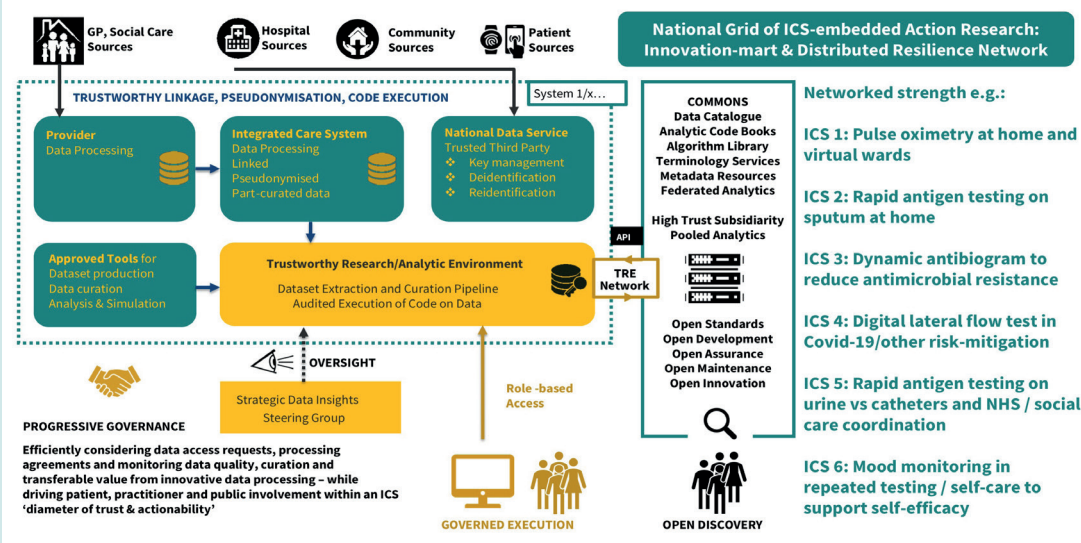 GP, Social Care
Sources
Hospital
Sources
Community
Sources
Patient
Sources
National Grid of ICS-embedded Action Research:
Innovation-mart & Distributed Resilience Network
TRUSTWORTHY LINKAGE, PSEUDONYMISATION, CODE EXECUTION
System 1/x…
Provider
Data Processing
Integrated Care System
Data Processing
Linked
Pseudonymised
Part-curated data
National Data Service
Trusted Third Party
❖ Key management
❖ Deidentification
❖ Reidentification
Approved Tools for
Dataset production
Data curation
Analysis & Simulation
Trustworthy Research/Analytic Environment
Dataset Extraction and Curation Pipeline
Audited Execution of Code on Data
API
TRE
Network
OVERSIGHT
Strategic Data Insights
Steering Group
Role -based
Access
PROGRESSIVE GOVERNANCE
Efficiently considering data access requests, processing
agreements and monitoring data quality, curation and
transferable value from innovative data processing – while
driving patient, practitioner and public involvement within an ICS
‘diameter of trust & actionability’
GOVERNED EXECUTION
COMMONS
Data Catalogue
Analytic Code Books
Algorithm Library
Terminology Services
Metadata Resources
Federated Analytics
High Trust Subsidiarity
Pooled Analytics
Open Standards
Open Development
Open Assurance
Open Maintenance
Open Innovation
OPEN DISCOVERY
Networked strength e.g.:
ICS 1: Pulse oximetry at home and
virtual wards
ICS 2: Rapid antigen testing on
sputum at home
ICS 3: Dynamic antibiogram to
reduce antimicrobial resistance
ICS 4: Digital lateral flow test in
Covid-19/other risk-mitigation
ICS 5: Rapid antigen testing on
urine vs catheters and NHS / social
care coordination
ICS 6: Mood monitoring in
repeated testing / self-care to
support self-efficacy